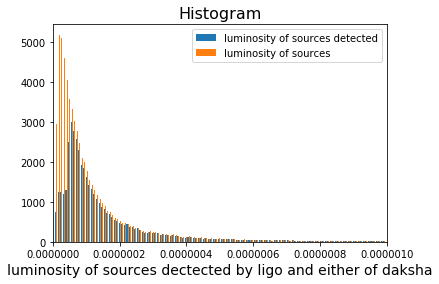 Histogram
luminosity of sources detected
luminosity of sources
5000
4000
3000
2000
1000
0
0.0000000 0.0000002 0.0000004 0.0000006 0.0000008 0.0000010
luminosity of sources dectected by ligo and either of daksha